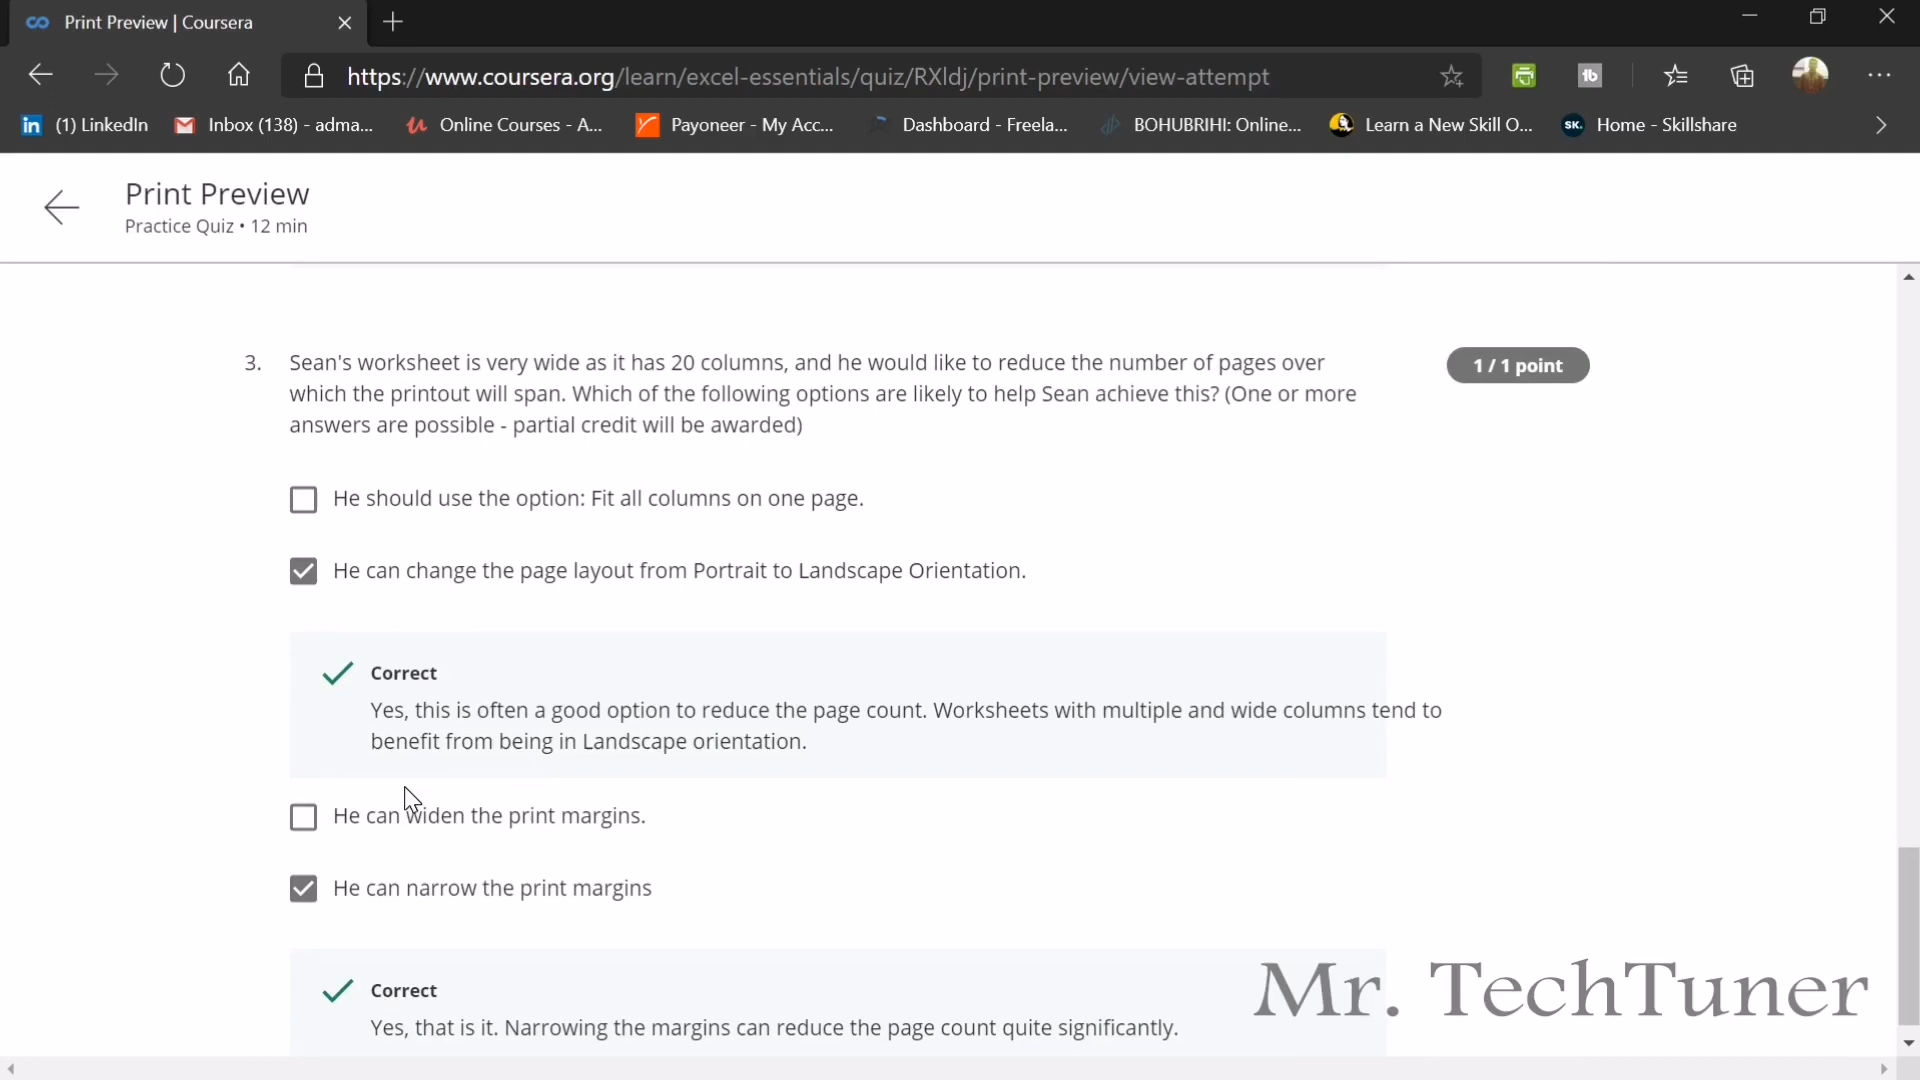 Print Preview | Coursera
https://www.coursera.org/learn/excel-essentials/quiz/RXldj/print-preview/view-attempt
(1) LinkedIn
Inbox (138) - adma...
Online Courses - A...
Payoneer - My Acc...
Dashboard - Freela...
BOHUBRIHI: Online...
Learn a New Skill O...
SK.
Home - Skillshare
Print Preview
Practice Quiz • 12 min
3. Sean's worksheet is very wide as it has 20 columns, and he would like to reduce the number of pages over
which the printout will span. Which of the following options are likely to help Sean achieve this? (One or more
answers are possible - partial credit will be awarded)
1 / 1 point
He should use the option: Fit all columns on one page.
He can change the page layout from Portrait to Landscape Orientation.
Correct
Yes, this is often a good option to reduce the page count. Worksheets with multiple and wide columns tend to
benefit from being in Landscape orientation.
He can widen the print margins.
He can narrow the print margins
Correct
Yes, that is it. Narrowing the margins can reduce the page count quite significantly.
Mr. TechTuner